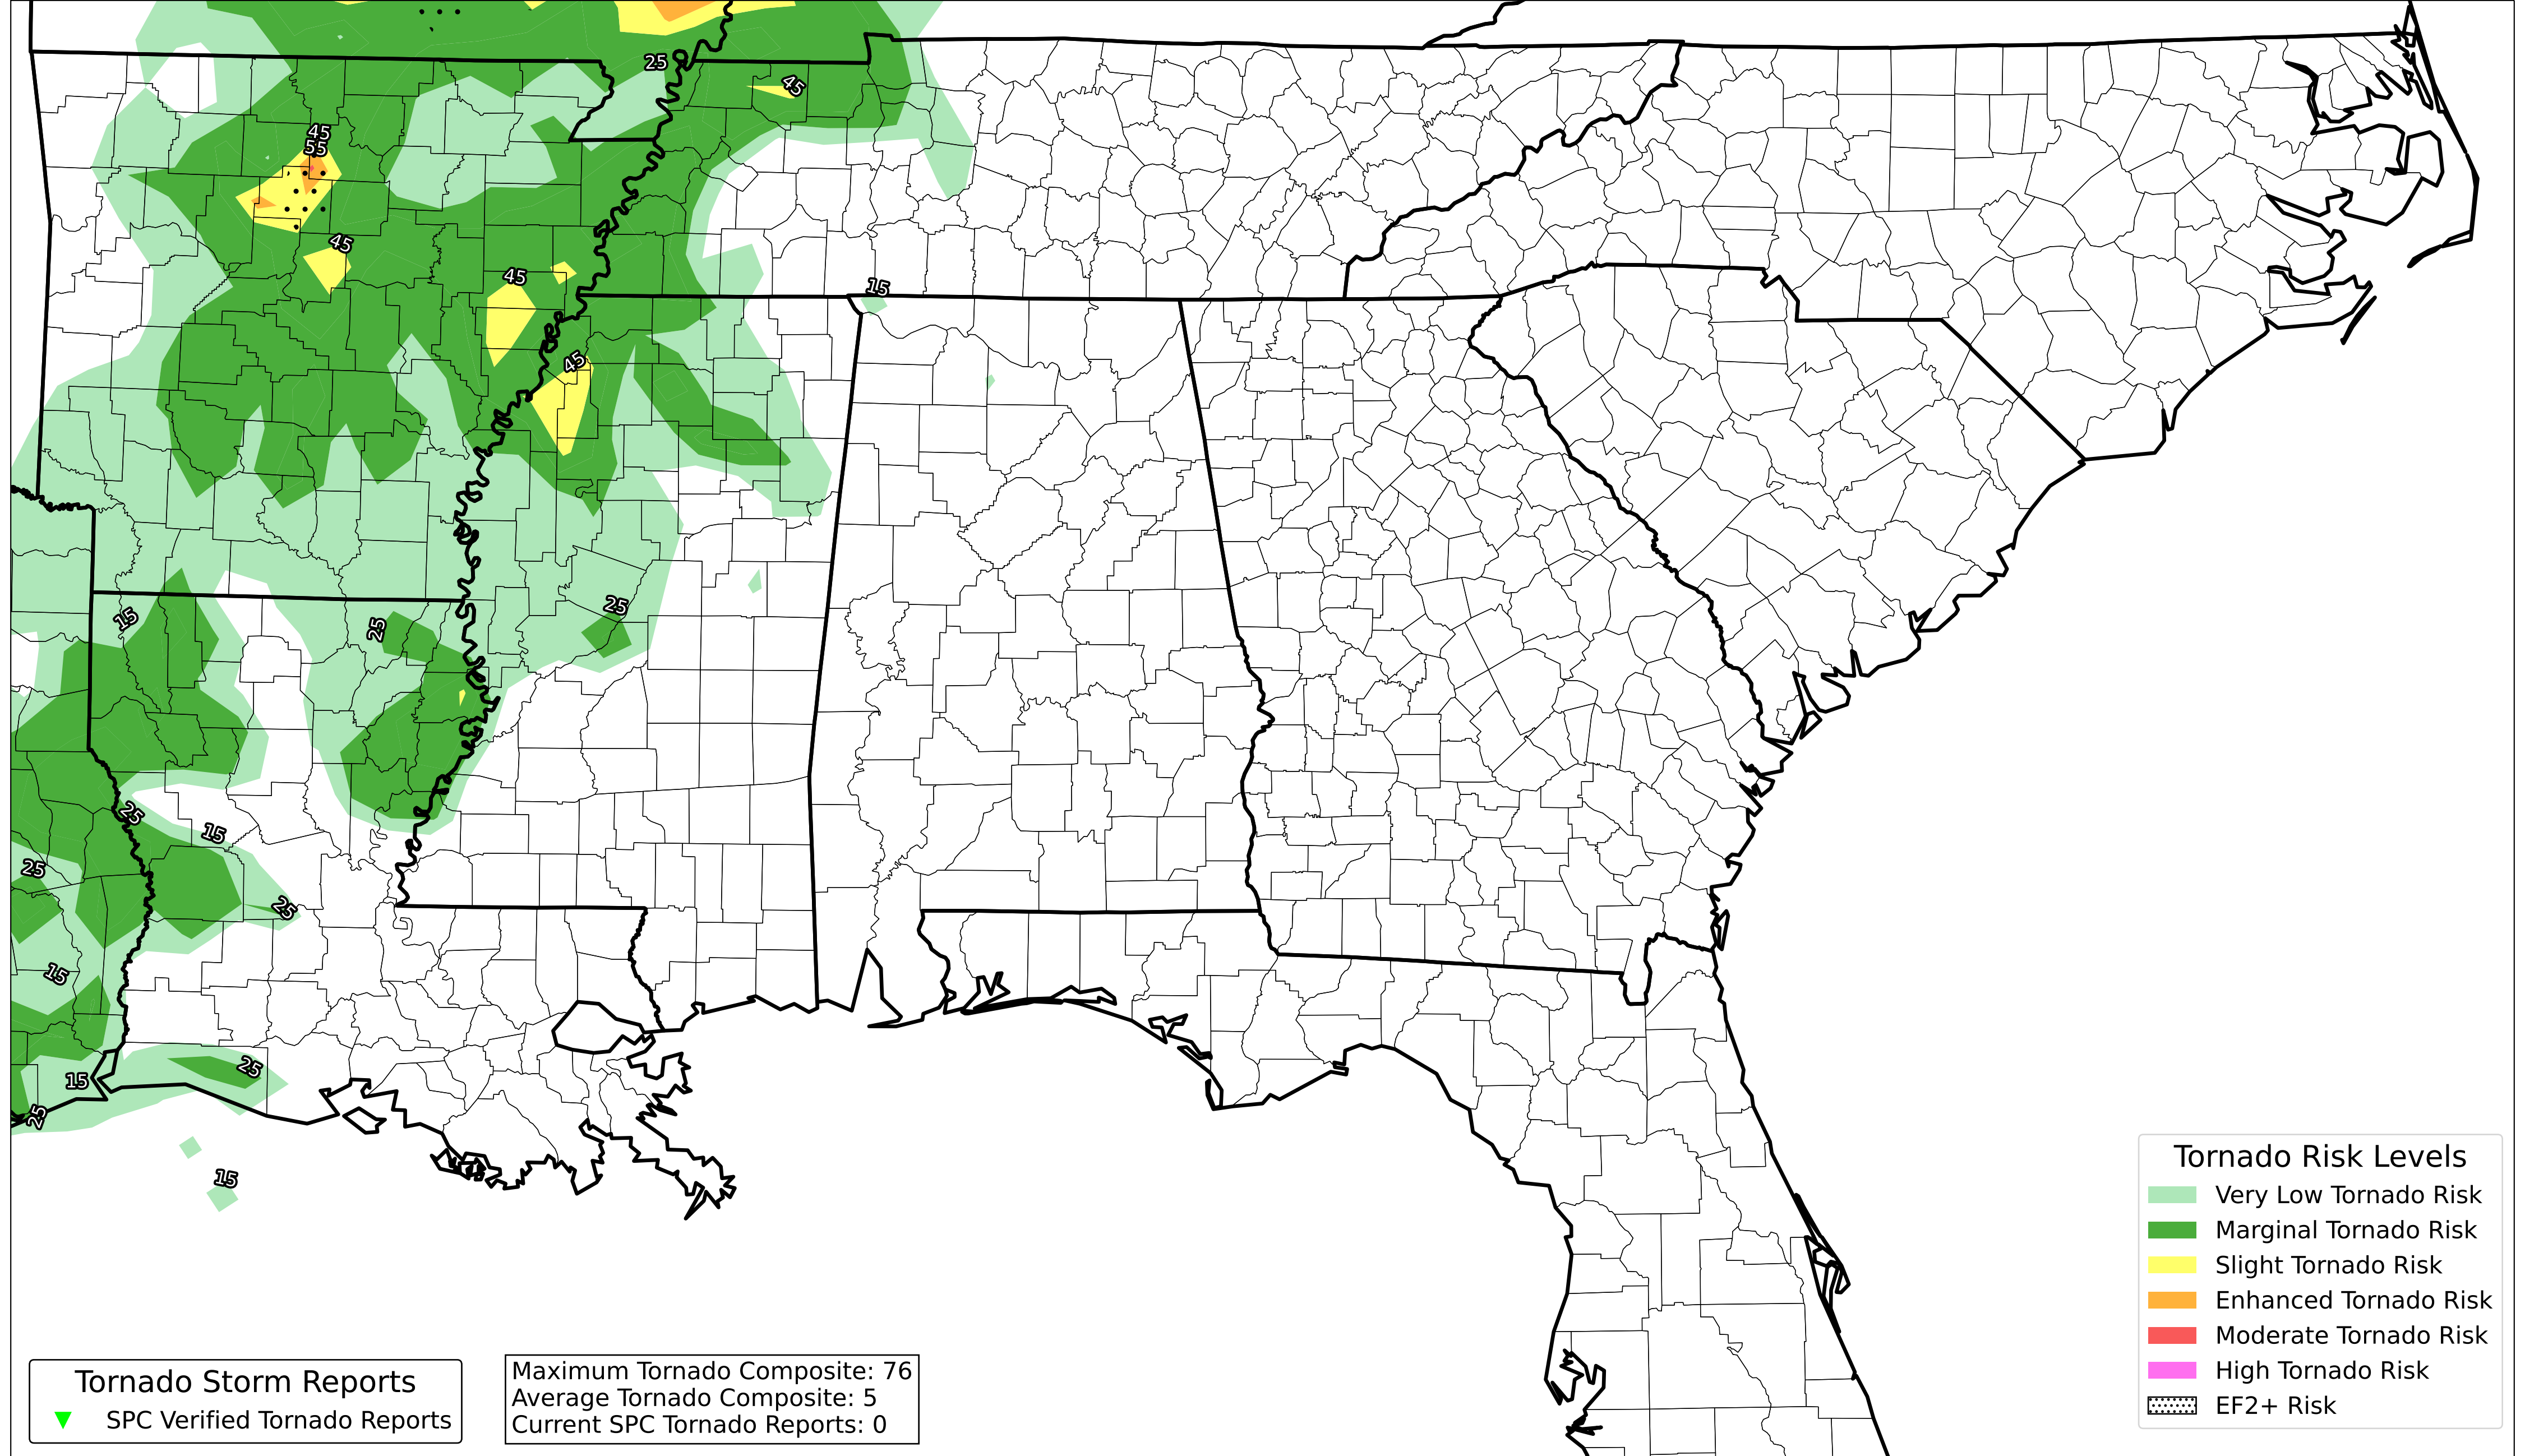 25
45
45
55
45
15
45
45
25
15
25
25
15
25
25
15
25
15
25
15
Tornado Risk Levels
Very Low Tornado Risk
Marginal Tornado Risk
Slight Tornado Risk
Enhanced Tornado Risk
Moderate Tornado Risk
High Tornado Risk
EF2+ Risk
Tornado Storm Reports
SPC Verified Tornado Reports
Maximum Tornado Composite: 76
Average Tornado Composite: 5
Current SPC Tornado Reports: 0